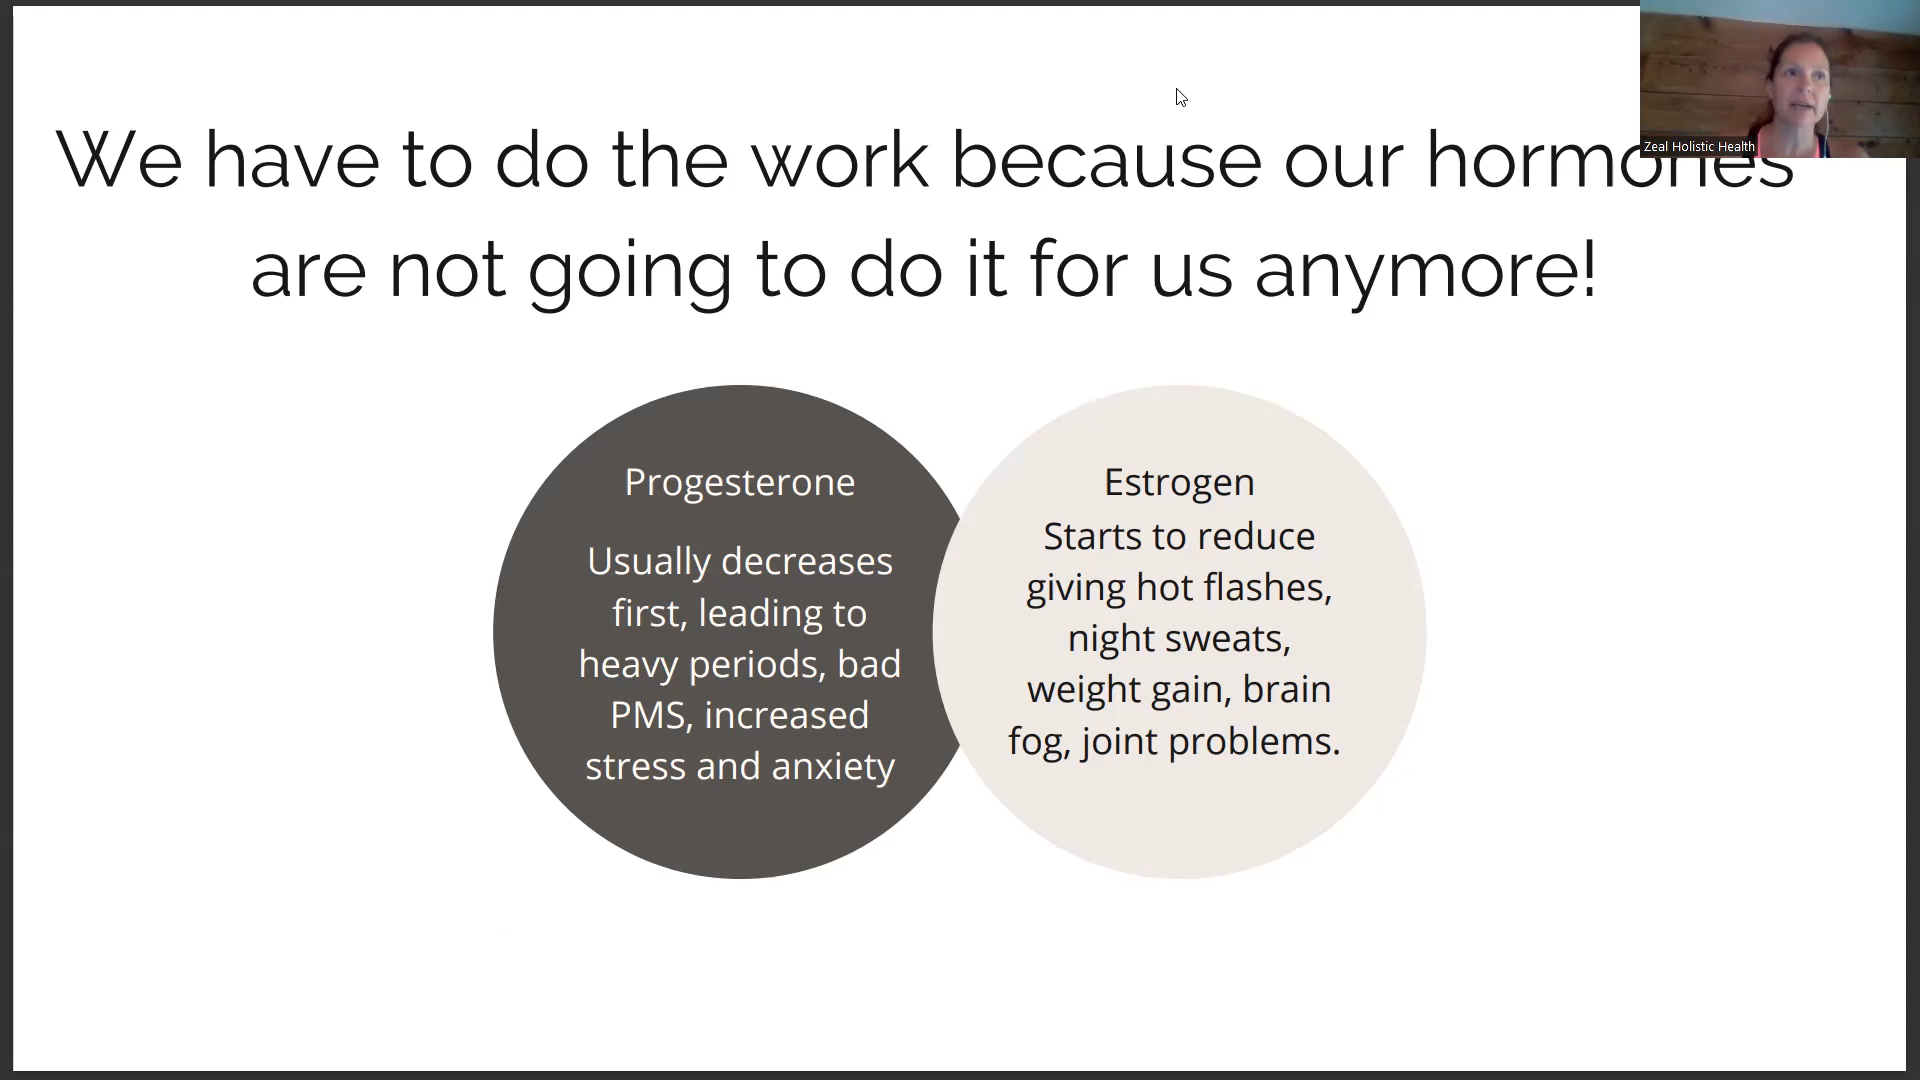 We have to do the work because our hormones
are not going to do it for us anymore!
Zeal Holistic Health
Progesterone
Usually decreases
first, leading to
heavy periods, bad
PMS, increased
stress and anxiety
Estrogen
Starts to reduce
giving hot flashes,
night sweats,
weight gain, brain
fog, joint problems.